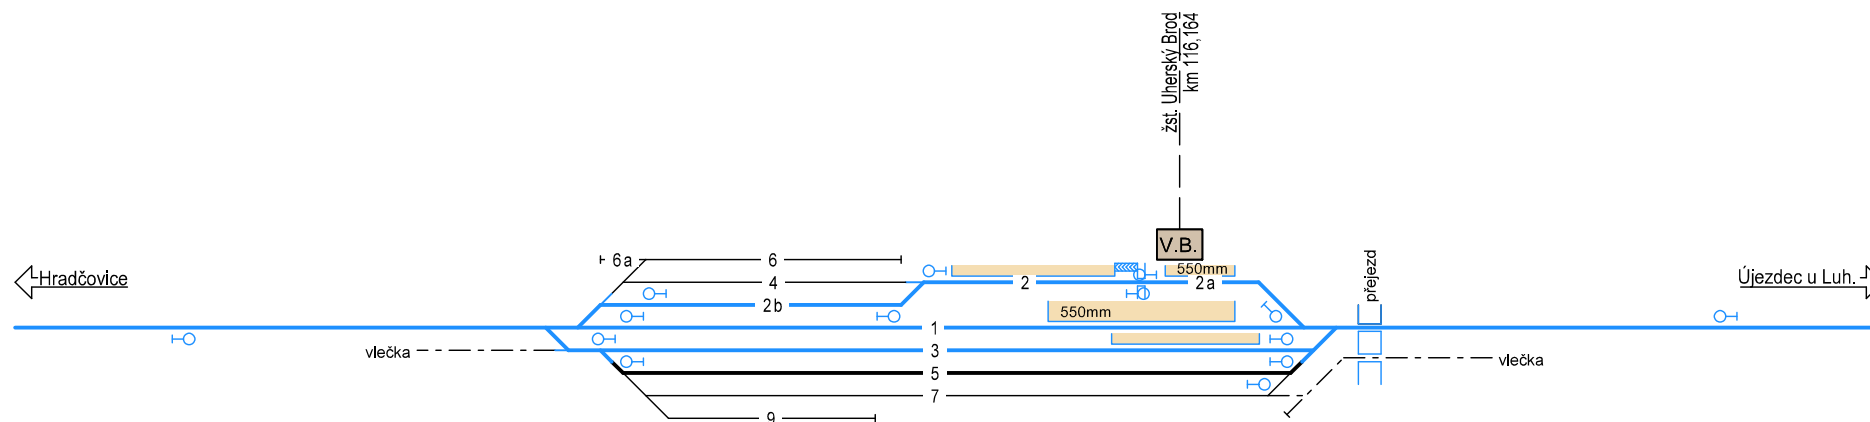 žst. Uherský Brod
km 116,164
V.B.
6a
6
550mm
Hradčovice
4
2
2a
Újezdec u Luh.
přejezd
2b
550mm
1
vlečka
3
vlečka
5
7
9